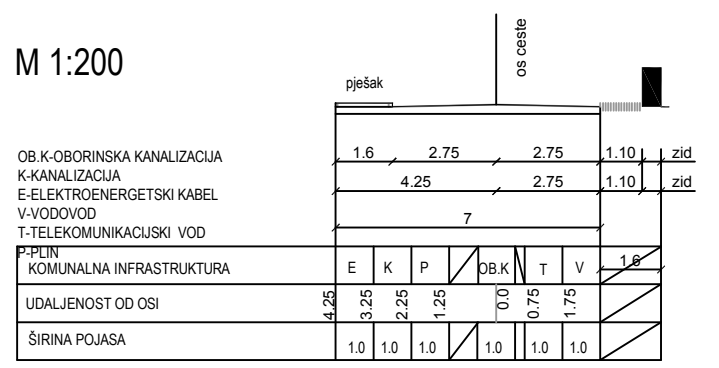 M 1:200
pješak
os ceste
OB.K-OBORINSKA KANALIZACIJA
K-KANALIZACIJA
E-ELEKTROENERGETSKI KABEL
V-VODOVOD
T-TELEKOMUNIKACIJSKI VOD
P-PLIN
1.6 2.75 2.75 1.10 zid
4.25 2.75 1.10 zid
7
KOMUNALNA INFRASTRUKTURA E K P OB.K T V 1.6
UDALJENOST OD OSI 4.25 3.25 2.25 1.25 0.0 0.75 1.75
ŠIRINA POJASA 1.0 1.0 1.0 1.0 1.0 1.0